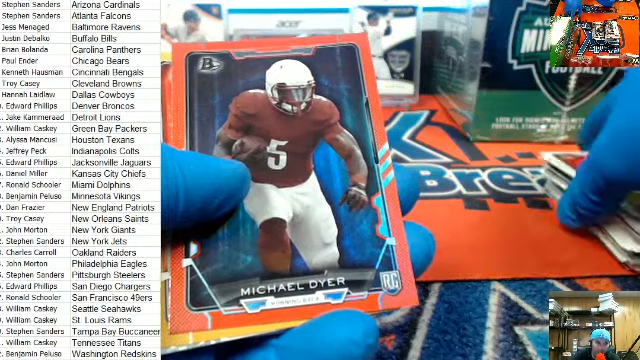 Stephen Sanders Arizona Cardinals
Stephen Sanders Atlanta Falcons
Jess Menaged Baltimore Ravens
Justin Debalko Buffalo Bills
Brian Bolanda Carolina Panthers
Paul Ender Chicago Bears
Kenneth Hausman Cincinnati Bengals
Troy Casey Cleveland Browns
Hannah Laidlaw Dallas Cowboys
Edward Phillips Denver Broncos
Jake Kammeraad Detroit Lions
William Caskey Green Bay Packers
Alyssa Mancusi Houston Texans
Jeffrey Peck Indianapolis Colts
Edward Phillips Jacksonville Jaguars
Daniel Miller Kansas City Chiefs
Ronald Schooler Miami Dolphins
Benjamin Peluso Minnesota Vikings
Dan Frazier New England Patriots
Troy Casey New Orleans Saints
John Morton New York Giants
Stephen Sanders New York Jets
Charles Carroll Oakland Raiders
John Morton Philadelphia Eagles
Stephen Sanders Pittsburgh Steelers
Edward Phillips San Diego Chargers
Ronald Schooler San Francisco 49ers
William Caskey Seattle Seahawks
William Caskey St. Louis Rams
Stephen Sanders Tampa Bay Buccaneer
William Caskey Tennessee Titans
Benjamin Peluso Washington Redskins
B
5
MICHAEL DYER
RUNNING BACK
RC
acer
FOOTBALL